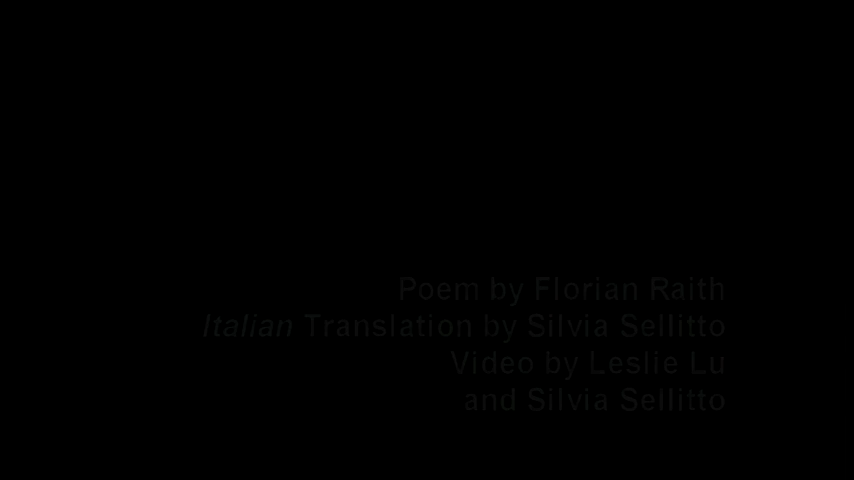 Poem by Florian Raith
Italian Translation by Silvia Sellitto
Video by Leslie Lu
and Silvia Sellitto